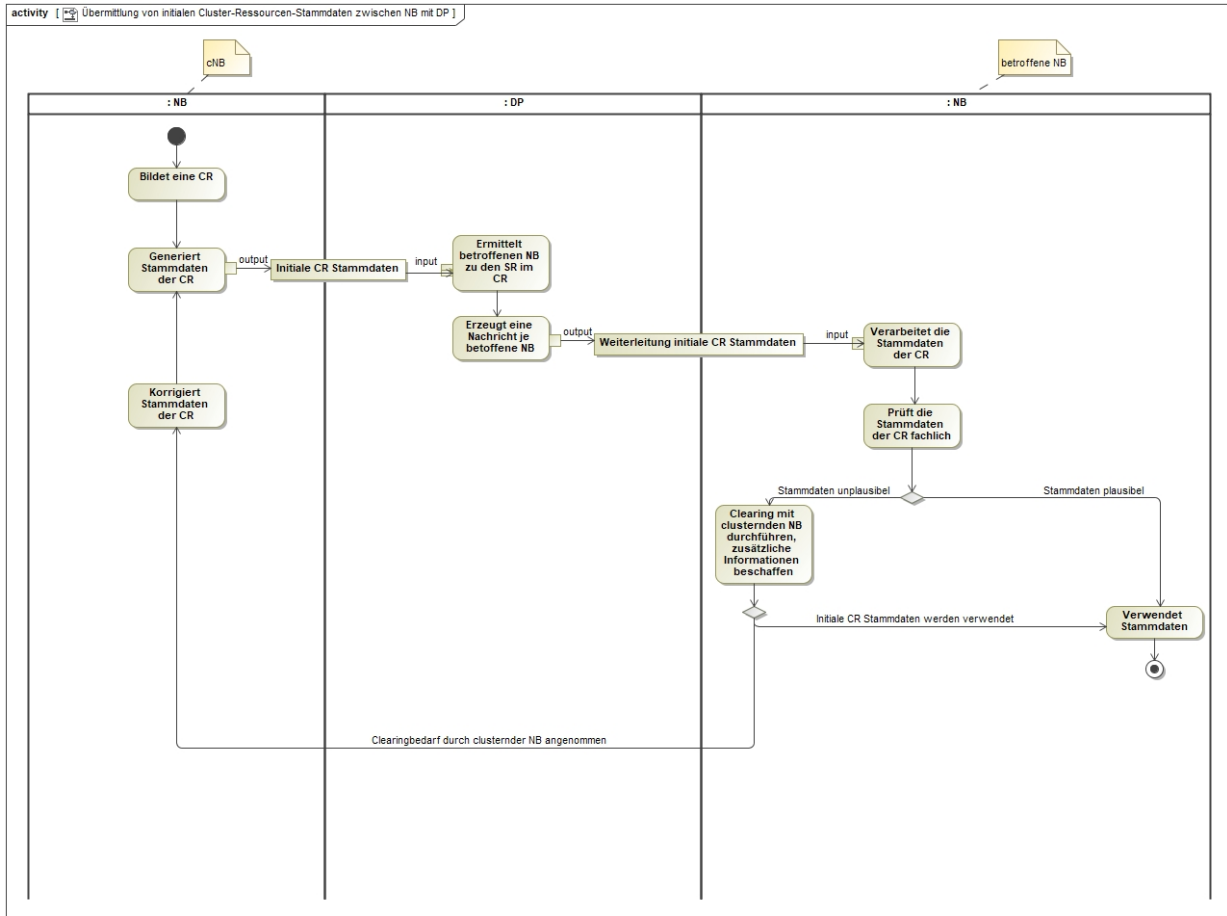 activity [ Übermittlung von initialen Cluster-Ressourcen-Stammdaten zwischen NB mit DP ]
cNB
betroffene NB
: NB
: DP
: NB
Bildet eine CR
Generiert
Stammdaten
der CR
output
Initiale CR Stammdaten
input
Ermittelt
betroffenen NB
zu den SR im
CR
Erzeugt eine
Nachricht je
betoffene NB
output
Weiterleitung initiale CR Stammdaten
input
Verarbeitet die
Stammdaten
der CR
Korrigiert
Stammdaten
der CR
Prüft die
Stammdaten
der CR fachlich
Stammdaten unplausibel
Stammdaten plausibel
Clearing mit
clusternden NB
durchführen,
zusätzliche
Informationen
beschaffen
Initiale CR Stammdaten werden verwendet
Verwendet
Stammdaten
Clearingbedarf durch clusternder NB angenommen